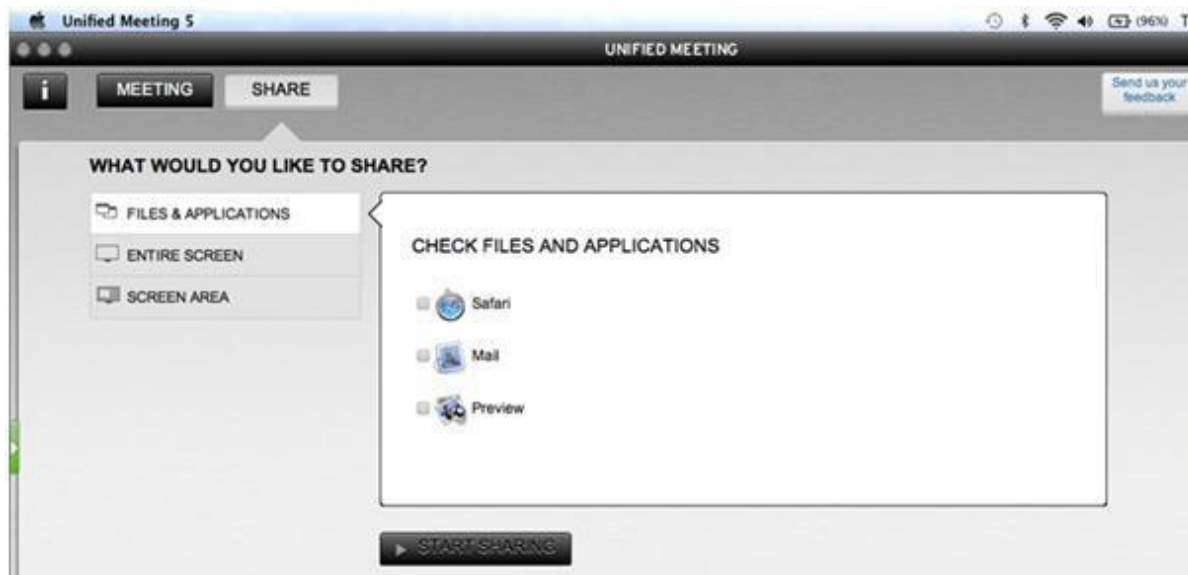 Unified Meeting 5
(96%) T
UNIFIED MEETING
i MEETING SHARE
Send us your
feedback
WHAT WOULD YOU LIKE TO SHARE?
FILES & APPLICATIONS
ENTIRE SCREEN
SCREEN AREA
CHECK FILES AND APPLICATIONS
Safari
Mail
Preview
START SHARING